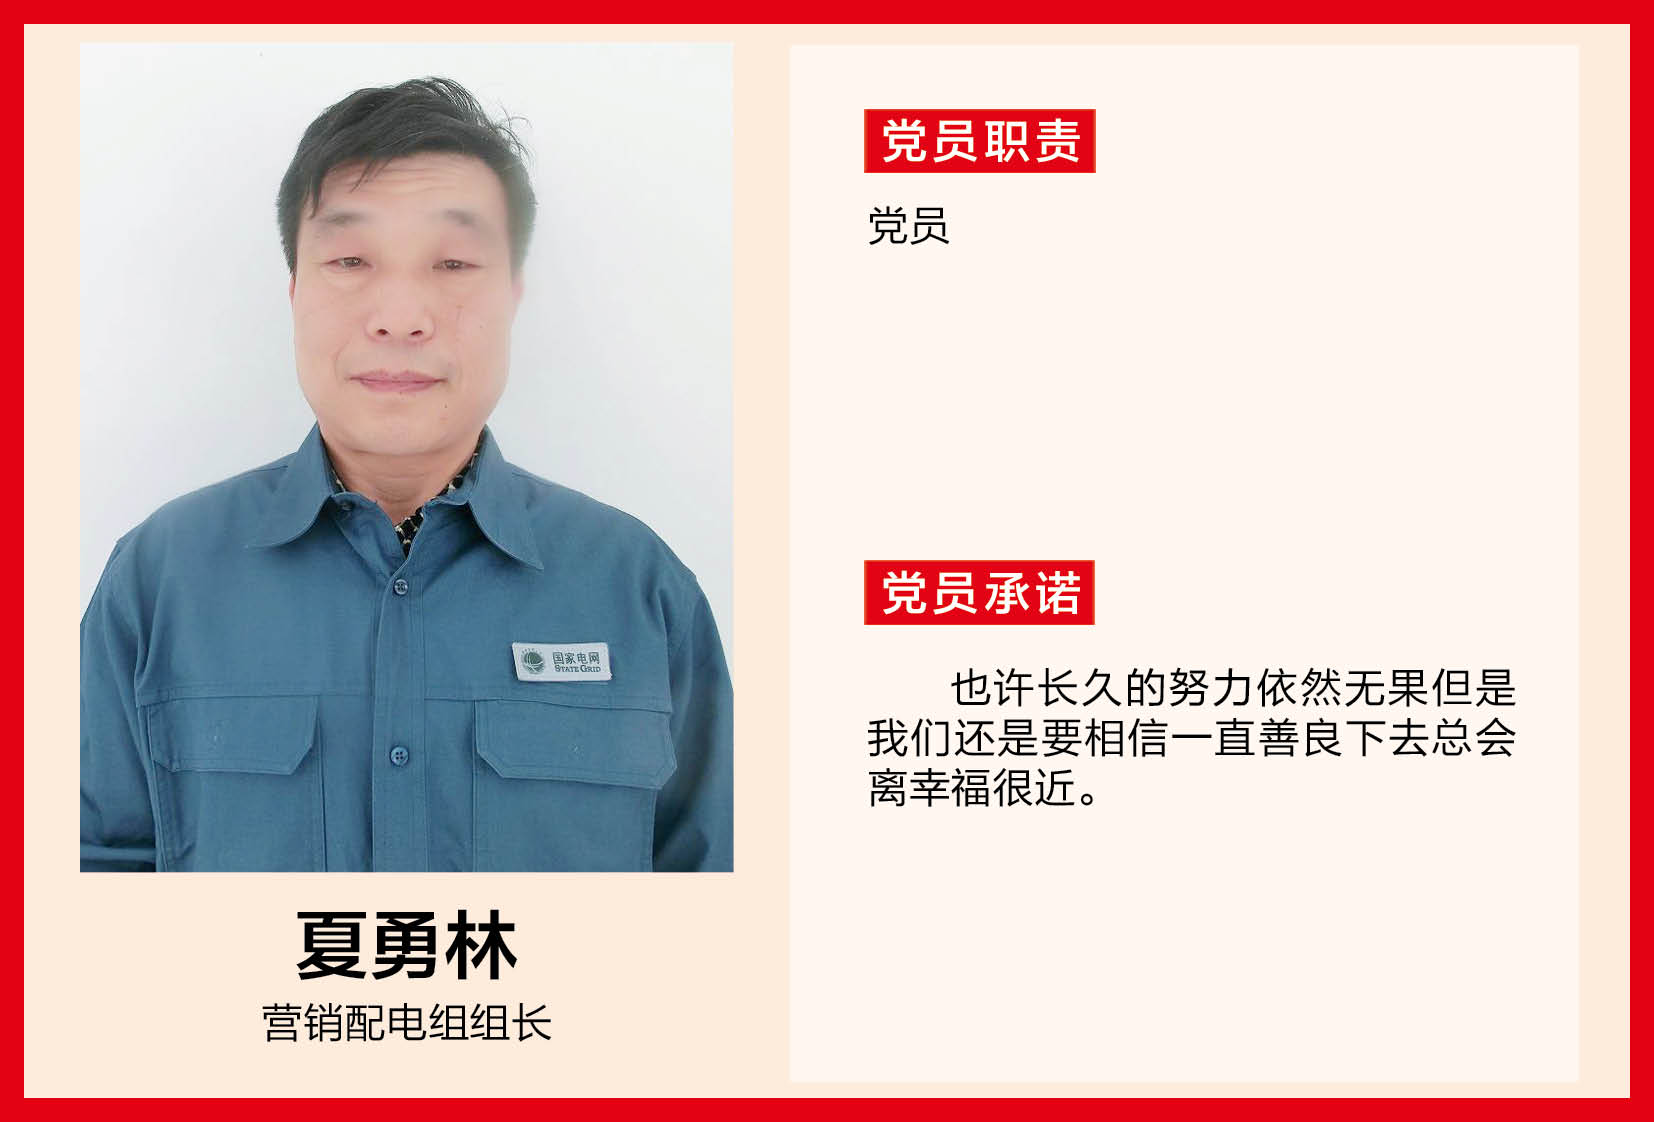 国家电网
STATE GRID
夏勇林
营销配电组组长
党员职责
党员
党员承诺
也许长久的努力依然无果但是
我们还是要相信一直善良下去总会
离幸福很近。